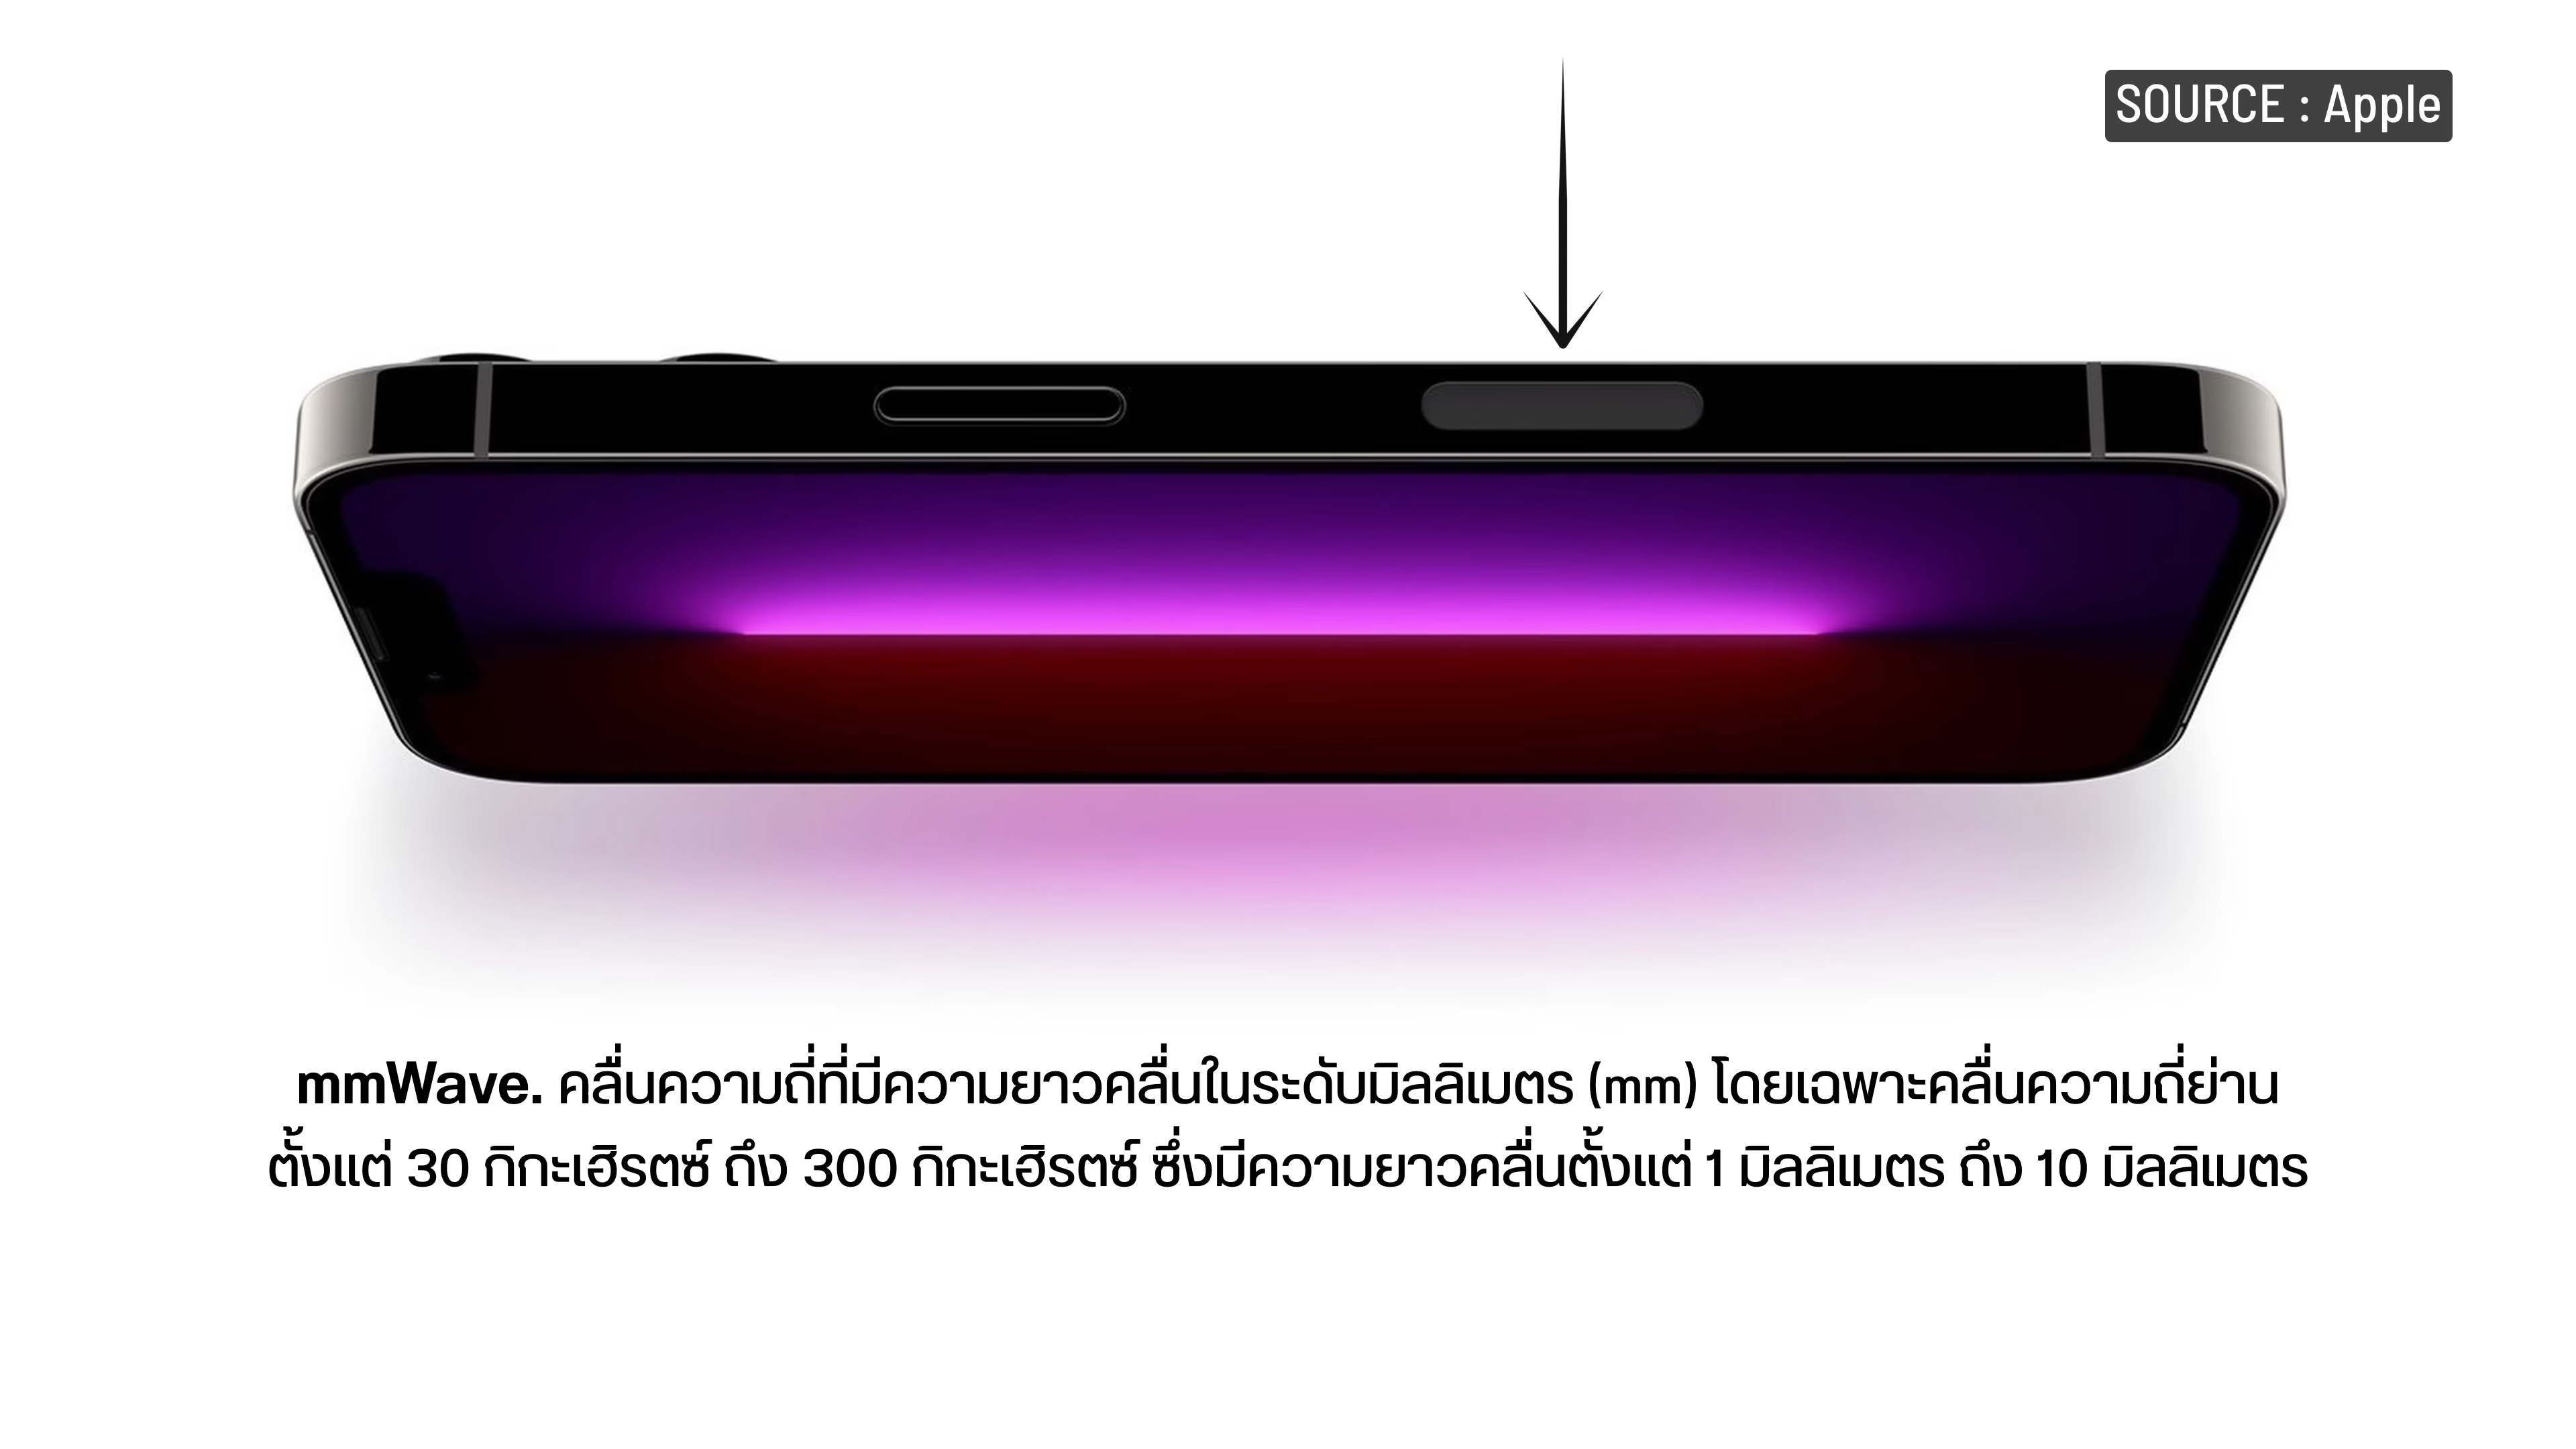 SOURCE : Apple
mmWave. คลื่นความถี่ที่มีความยาวคลื่นในระดับมิลลิเมตร (mm) โดยเฉพาะคลื่นความถี่ย่าน
ตั้งแต่ 30 กิกะเฮิรตซ์ ถึง 300 กิกะเฮิรตซ์ ซึ่งมีความยาวคลื่นตั้งแต่ 1 มิลลิเมตร ถึง 10 มิลลิเมตร